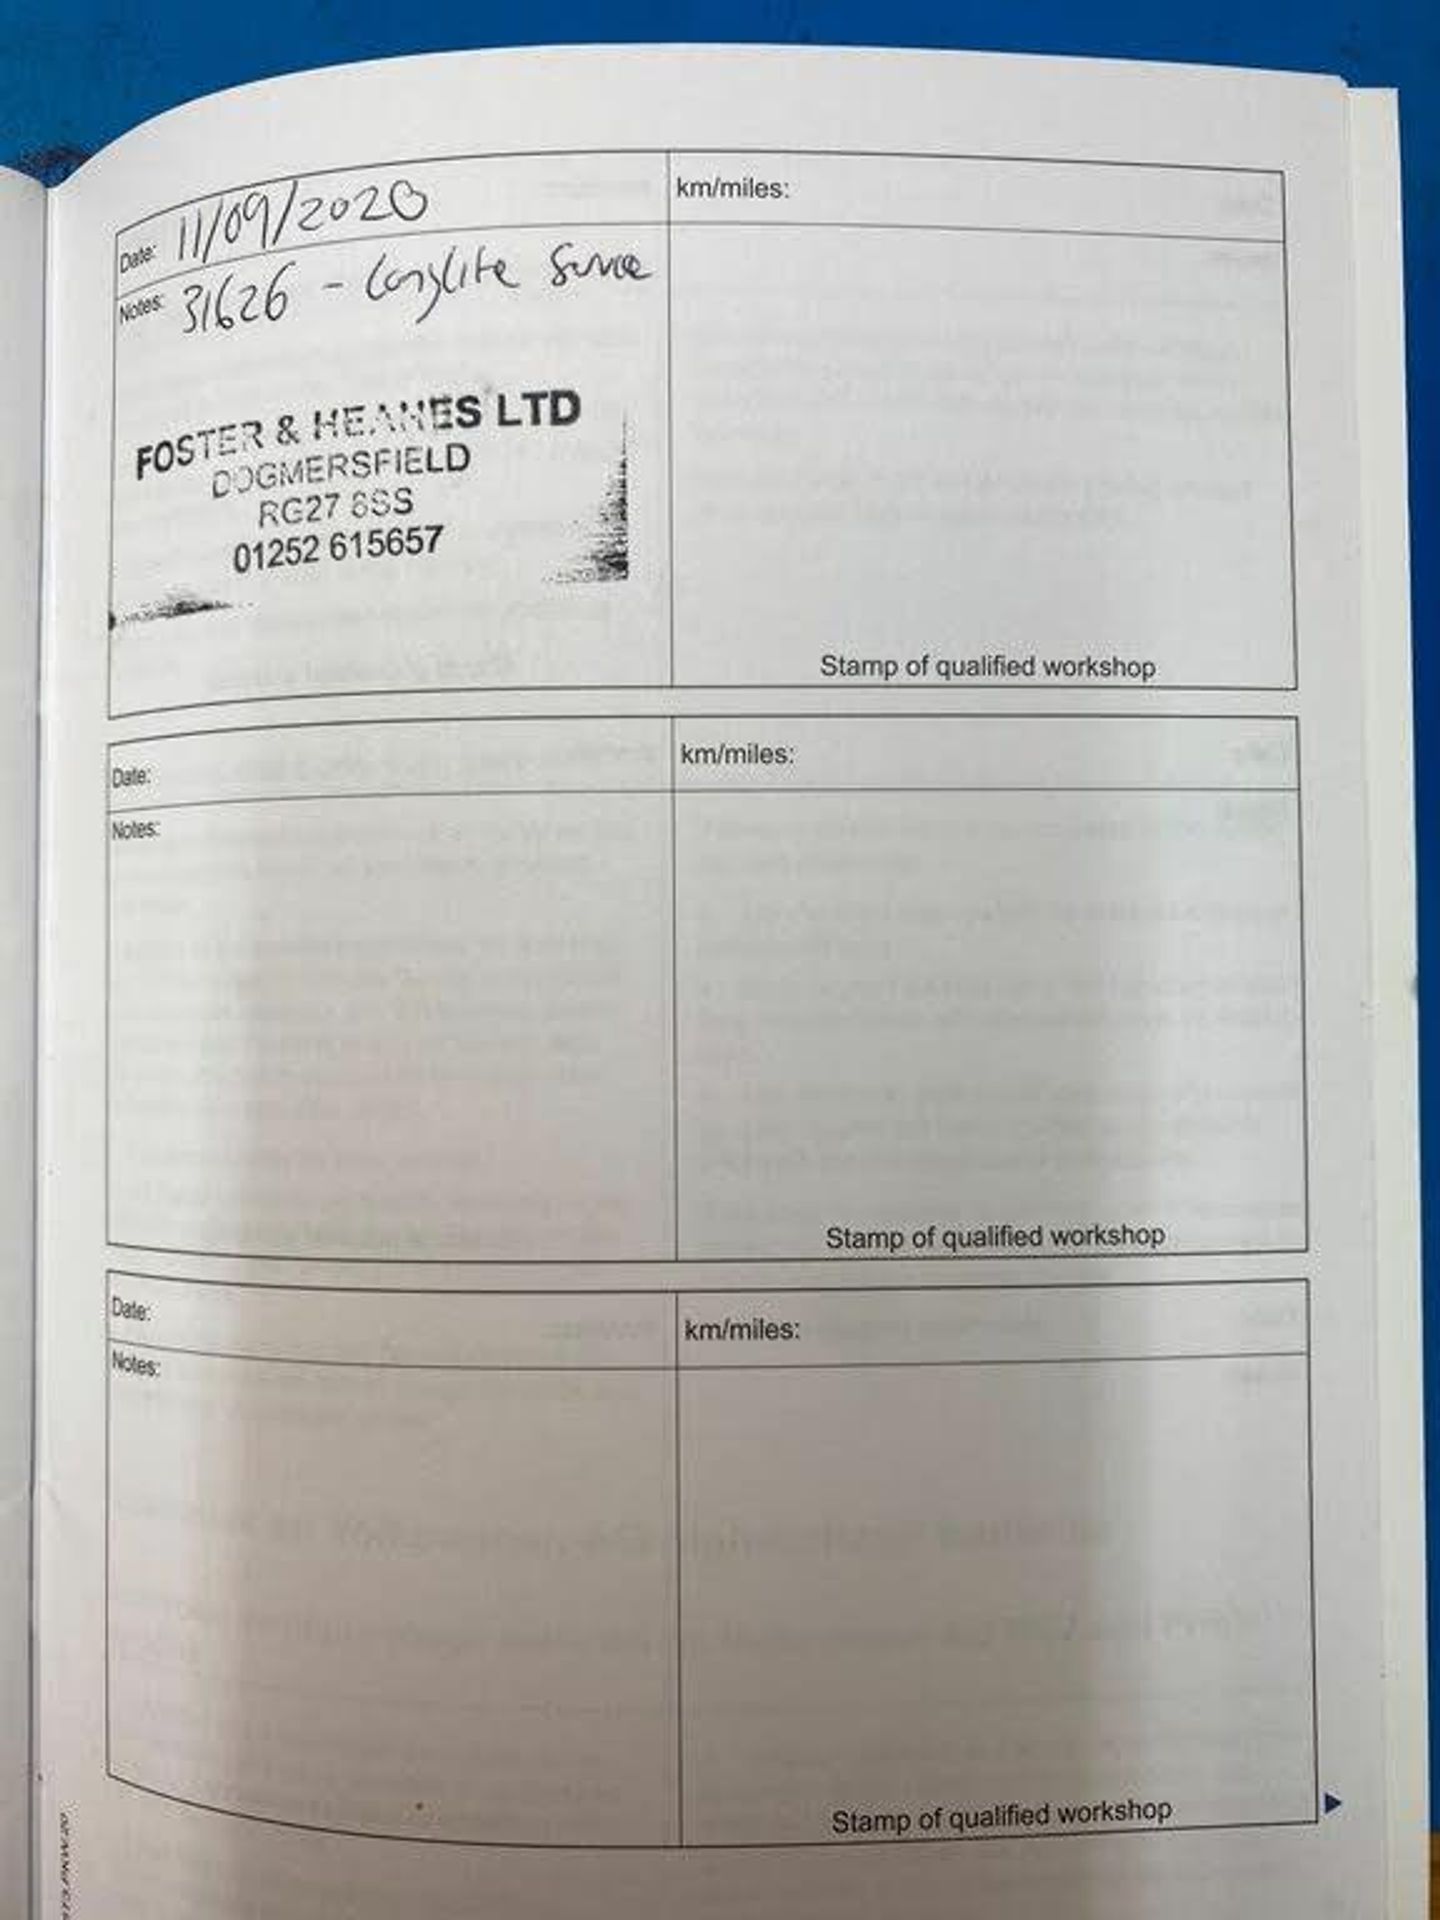 Date: 11/09/2020
km/miles:
Notes: 31626 - Longlife Service
FOSTER & HEANES LTD
DOGMERSFIELD
RG27 8SS
01252 615657
Stamp of qualified workshop
Date:
km/miles:
Notes:
Stamp of qualified workshop
Date:
km/miles:
Notes:
Stamp of qualified workshop